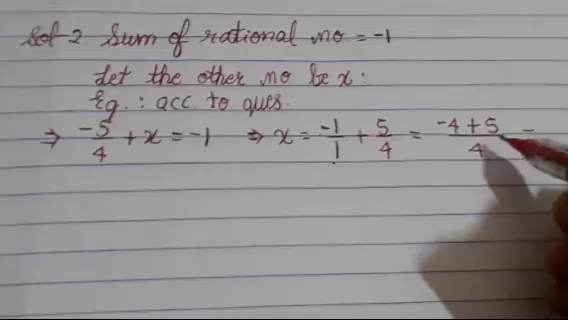 Sol 2. Sum of rational no = -1
Let the other no be x :
Eg. : acc. to ques.
⇒ -5/4 + x = -1 ⇒ x = -1/1 + 5/4 = -4+5/4 =